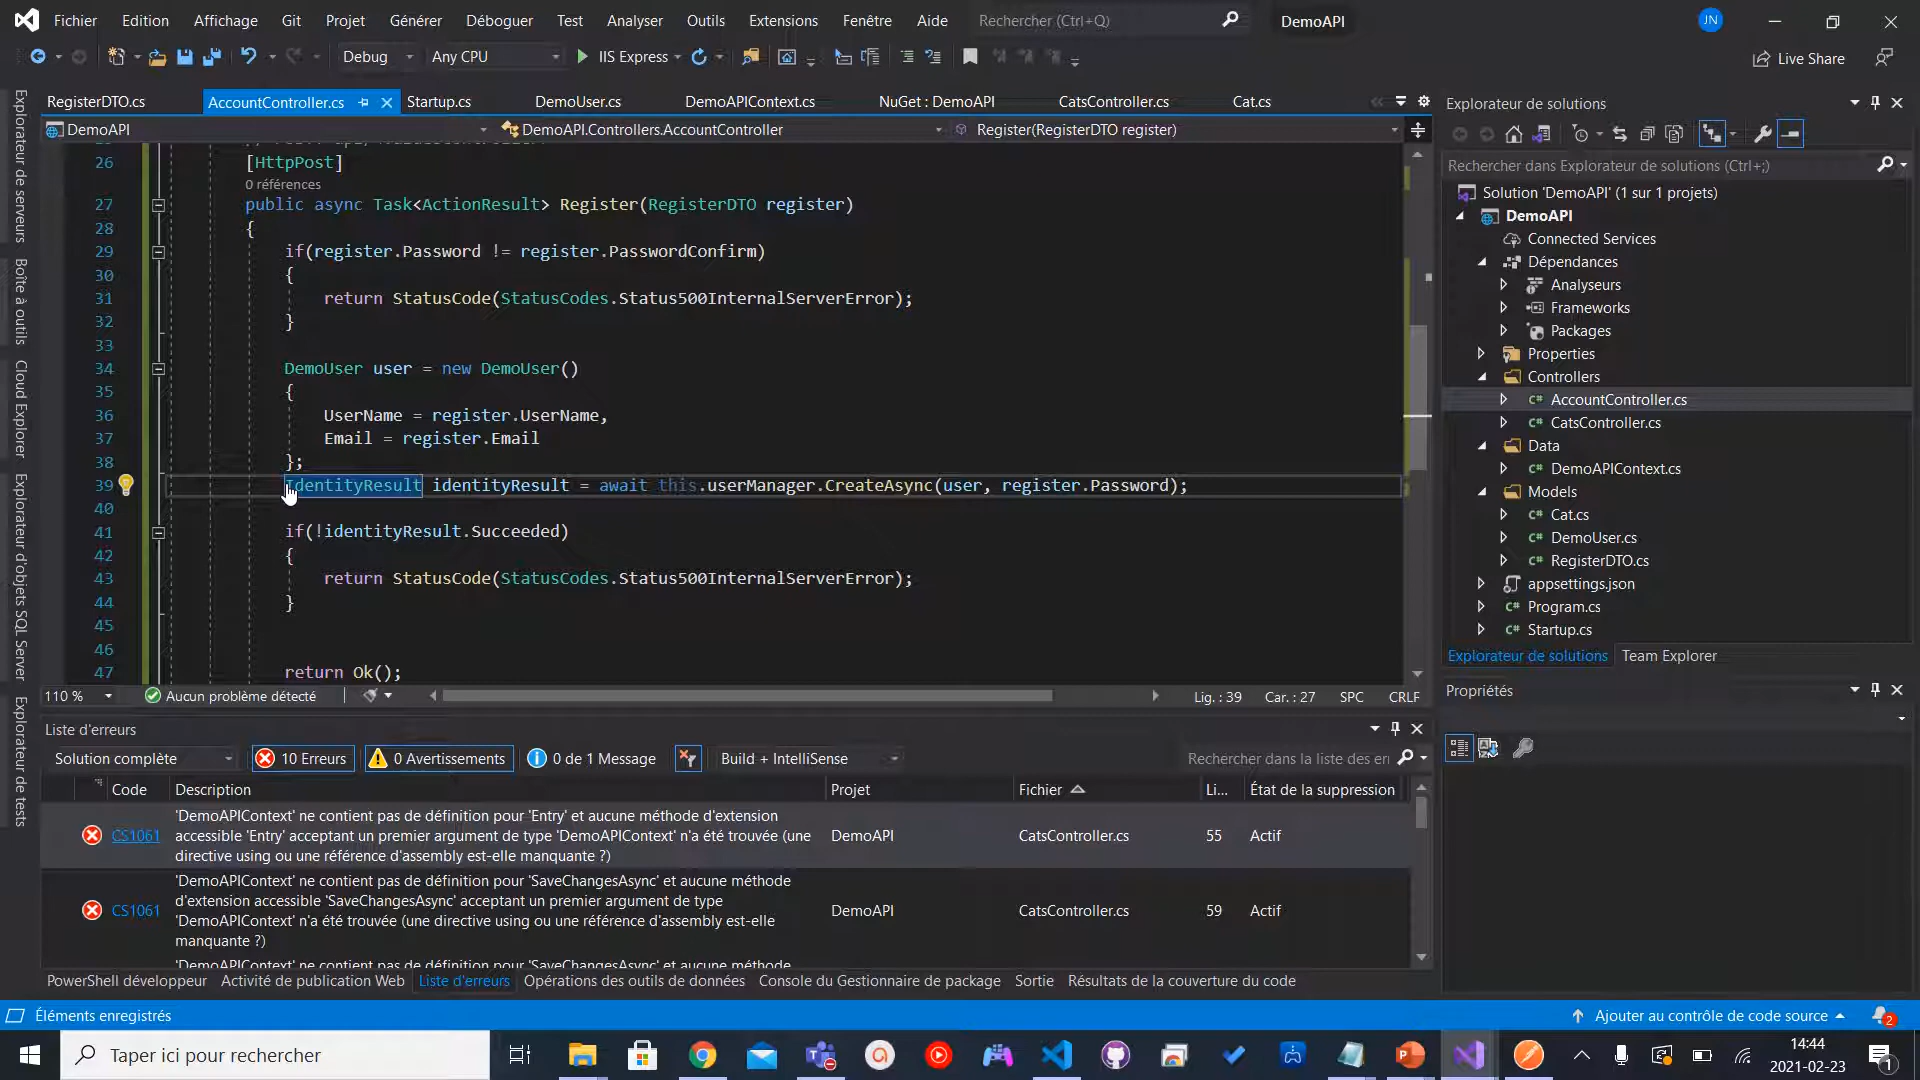 Fichier Edition Affichage Git Projet Générer Déboguer Test Analyser Outils Extensions Fenêtre Aide Rechercher (Ctrl+Q) DemoAPI JN
Debug Any CPU IIS Express Live Share
RegisterDTO.cs AccountController.cs Startup.cs DemoUser.cs DemoAPIContext.cs NuGet : DemoAPI CatsController.cs Cat.cs
DemoAPI DemoAPI.Controllers.AccountController Register(RegisterDTO register)
26 [HttpPost]
0 références
27 public async Task<ActionResult> Register(RegisterDTO register)
28 {
29 if(register.Password != register.PasswordConfirm)
30 {
31 return StatusCode(StatusCodes.Status500InternalServerError);
32 }
33
34 DemoUser user = new DemoUser()
35 {
36 UserName = register.UserName,
37 Email = register.Email
38 };
39 IdentityResult identityResult = await this.userManager.CreateAsync(user, register.Password);
40
41 if(!identityResult.Succeeded)
42 {
43 return StatusCode(StatusCodes.Status500InternalServerError);
44 }
45
46
47 return Ok();
110 % Aucun problème détecté Lig. : 39 Car. : 27 SPC CRLF
Explorateur de serveurs
Boîte à outils
Cloud Explorer
Explorateur d'objets SQL Server
Explorateur de tests
Explorateur de solutions
Rechercher dans Explorateur de solutions (Ctrl+;)
Solution 'DemoAPI' (1 sur 1 projets)
DemoAPI
Connected Services
Dépendances
Analyseurs
Frameworks
Packages
Properties
Controllers
C# AccountController.cs
C# CatsController.cs
Data
C# DemoAPIContext.cs
Models
C# Cat.cs
C# DemoUser.cs
C# RegisterDTO.cs
appsettings.json
C# Program.cs
C# Startup.cs
Explorateur de solutions Team Explorer
Propriétés
Liste d'erreurs
Solution complète 10 Erreurs 0 Avertissements 0 de 1 Message Build + IntelliSense Rechercher dans la liste des err
Code Description Projet Fichier Li... État de la suppression
CS1061 'DemoAPIContext' ne contient pas de définition pour 'Entry' et aucune méthode d'extension
accessible 'Entry' acceptant un premier argument de type 'DemoAPIContext' n'a été trouvée (une
directive using ou une référence d'assembly est-elle manquante ?)
DemoAPI CatsController.cs 55 Actif
CS1061 'DemoAPIContext' ne contient pas de définition pour 'SaveChangesAsync' et aucune méthode
d'extension accessible 'SaveChangesAsync' acceptant un premier argument de type
'DemoAPIContext' n'a été trouvée (une directive using ou une référence d'assembly est-elle
manquante ?)
DemoAPI CatsController.cs 59 Actif
'DemoAPIContext' ne contient pas de définition pour 'SaveChangesAsync' et aucune méthode
PowerShell développeur Activité de publication Web Liste d'erreurs Opérations des outils de données Console du Gestionnaire de package Sortie Résultats de la couverture du code
Éléments enregistrés Ajouter au contrôle de code source 2
Taper ici pour rechercher
14:44
2021-02-23
1